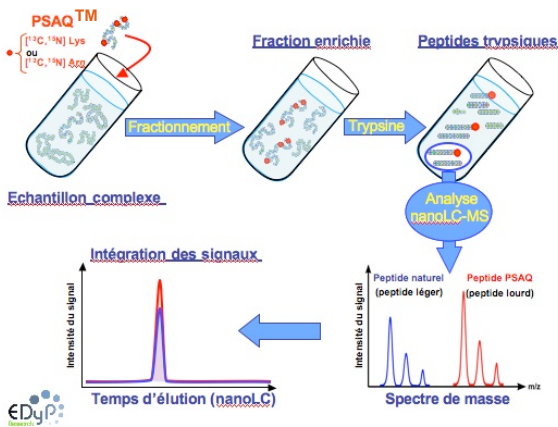 PSAQ™
[¹³C,¹⁵N] Lys
ou
[¹³C,¹⁵N] Arg
Echantillon complexe
Fractionnement
Fraction enrichie
Trypsine
Peptides trypsiques
Analyse
nanoLC-MS
Peptide naturel
(peptide léger)
Peptide PSAQ
(peptide lourd)
Intensité du signal
m/z
Spectre de masse
Intégration des signaux
Intensité du signal
Temps d'élution (nanoLC)
EDyP
Research